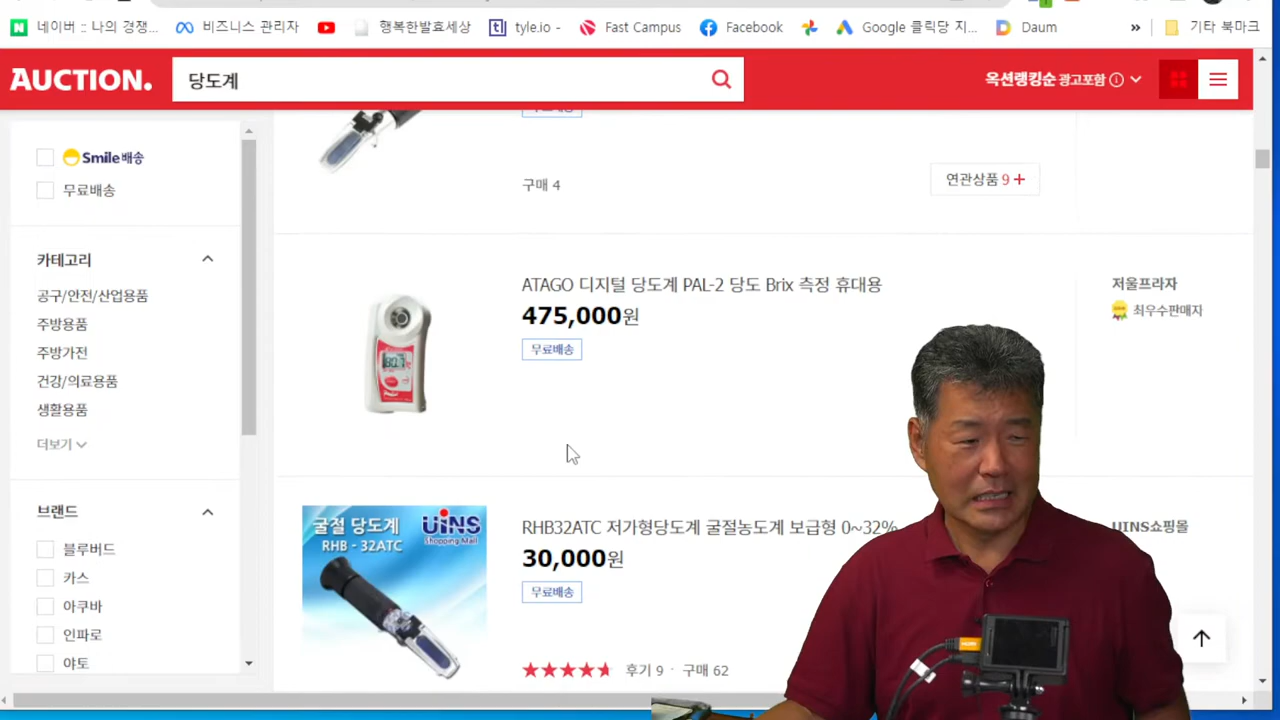 네이버 :: 나의 경쟁...
비즈니스 관리자
행복한발효세상
tyle.io -
Fast Campus
Facebook
Google 클릭당 지...
Daum
»
기타 북마크
AUCTION.
당도계
옥션랭킹순 광고포함
Smile배송
무료배송
카테고리
공구/안전/산업용품
주방용품
주방가전
건강/의료용품
생활용품
더보기
브랜드
블루버드
카스
아쿠바
인파로
야토
구매 4
연관상품 9 +
ATAGO 디지털 당도계 PAL-2 당도 Brix 측정 휴대용
475,000원
무료배송
저울프라자
최우수판매자
굴절 당도계
RHB - 32ATC
UINS
Shopping Mall
RHB32ATC 저가형당도계 굴절농도계 보급형 0~32%
30,000원
무료배송
후기 9 · 구매 62
UINS쇼핑몰